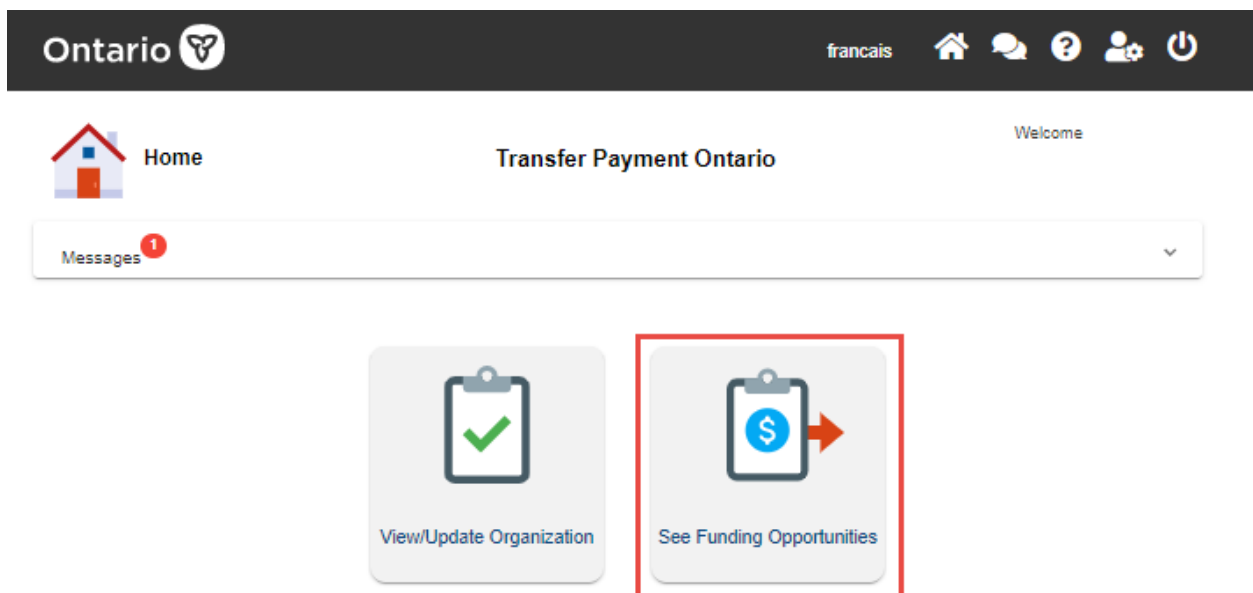 Ontario
francais
Welcome
Home
Transfer Payment Ontario
Messages 1
View/Update Organization
$
See Funding Opportunities